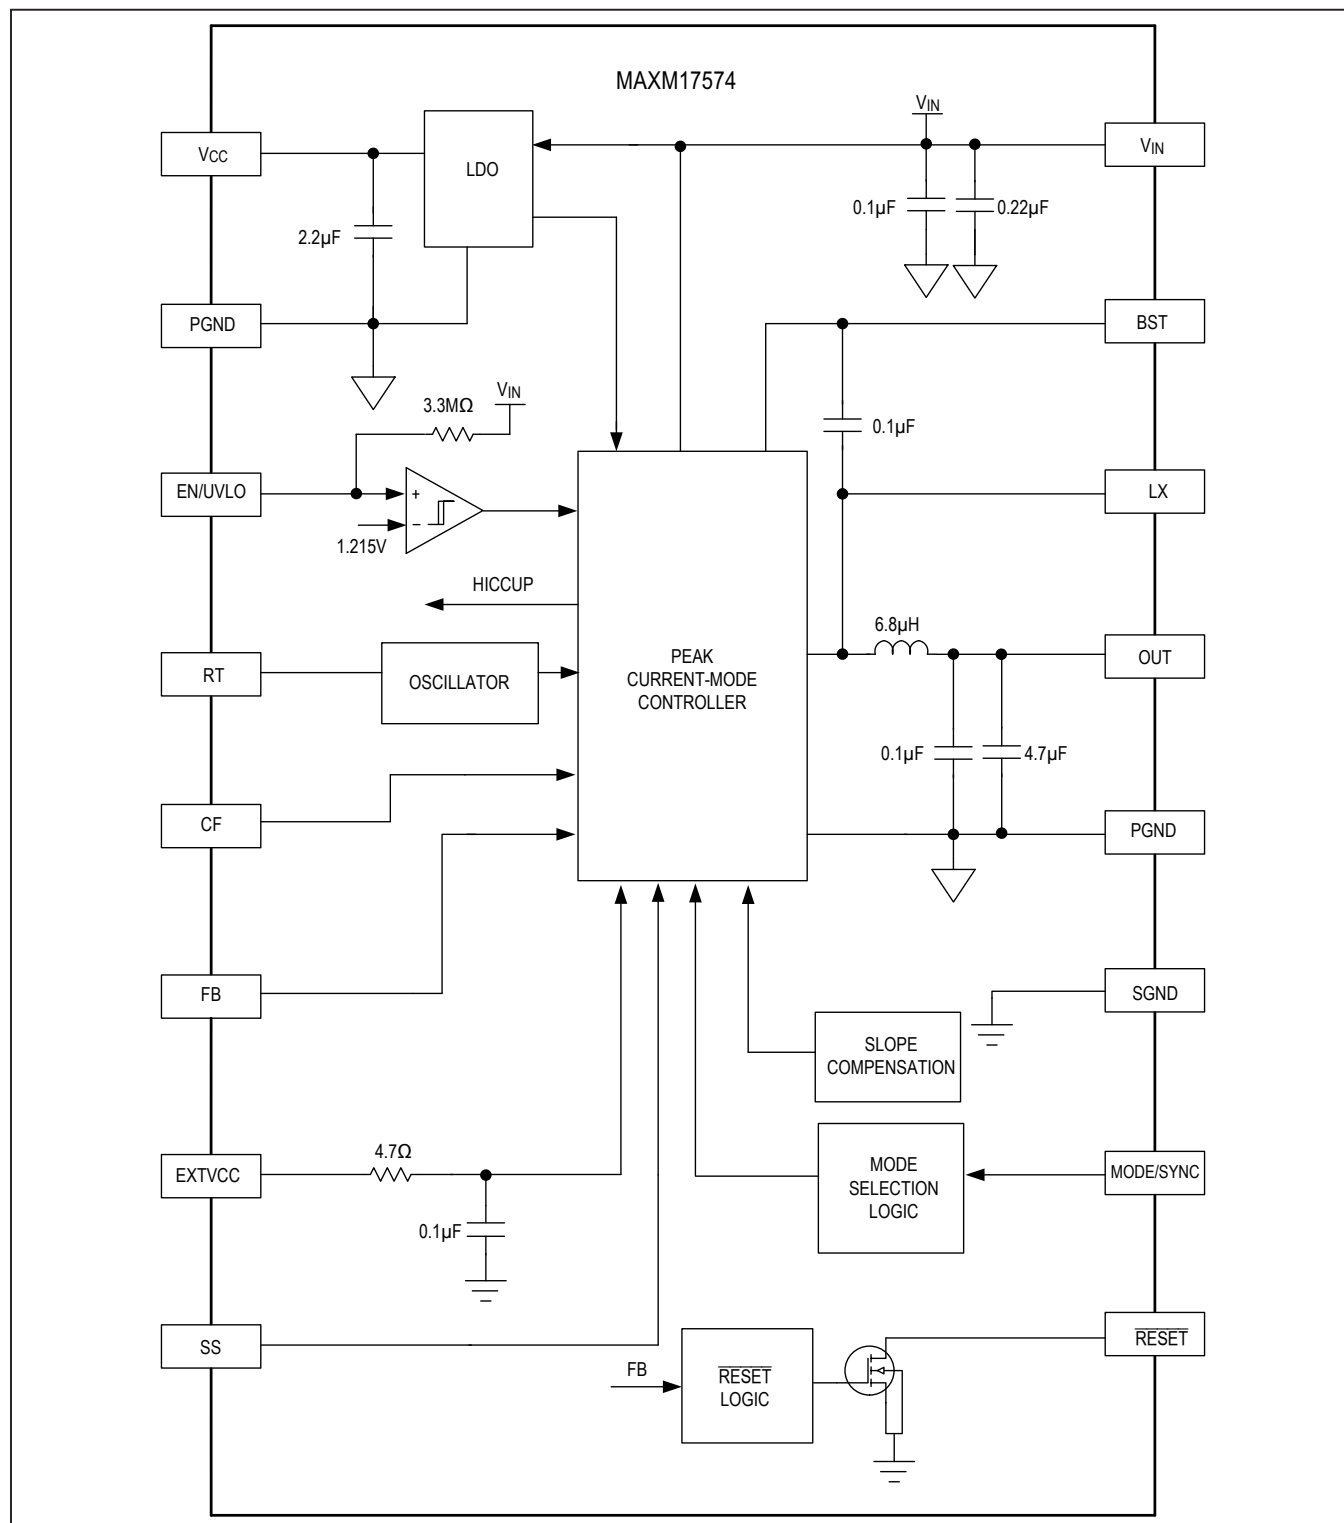 MAXM17574
VIN
VCC
LDO
VIN
0.1µF
0.22µF
2.2µF
PGND
BST
VIN
3.3MΩ
0.1µF
EN/UVLO
+
LX
−
1.215V
HICCUP
6.8µH
RT
OSCILLATOR
PEAK
CURRENT-MODE
CONTROLLER
OUT
0.1µF
4.7µF
CF
PGND
FB
SGND
SLOPE
COMPENSATION
4.7Ω
EXTVCC
MODE
SELECTION
LOGIC
MODE/SYNC
0.1µF
SS
RESET
FB
RESET
LOGIC